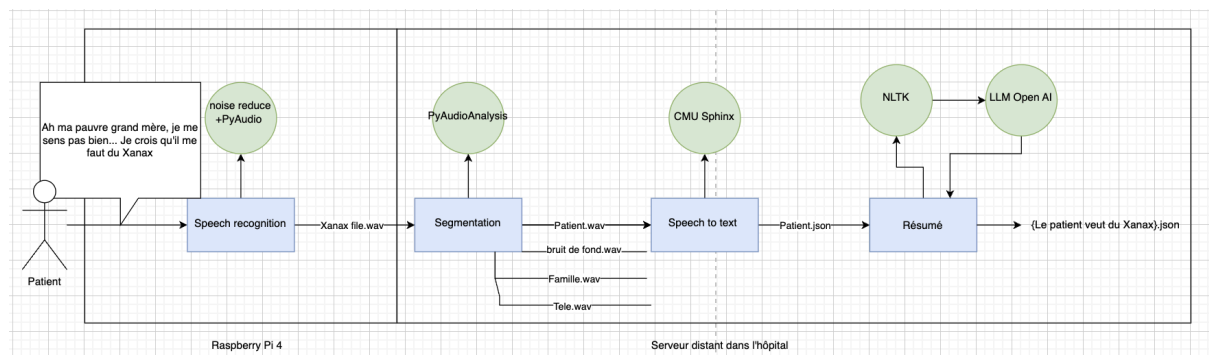 noise reduce
+PyAudio
PyAudioAnalysis
CMU Sphinx
NLTK
LLM Open AI
Ah ma pauvre grand mère, je me
sens pas bien... Je crois qu'il me
faut du Xanax
Speech recognition
Xanax file.wav
Segmentation
Patient.wav
bruit de fond.wav
Famille.wav
Tele.wav
Speech to text
Patient.json
Résumé
{Le patient veut du Xanax}.json
Patient
Raspberry Pi 4
Serveur distant dans l'hôpital